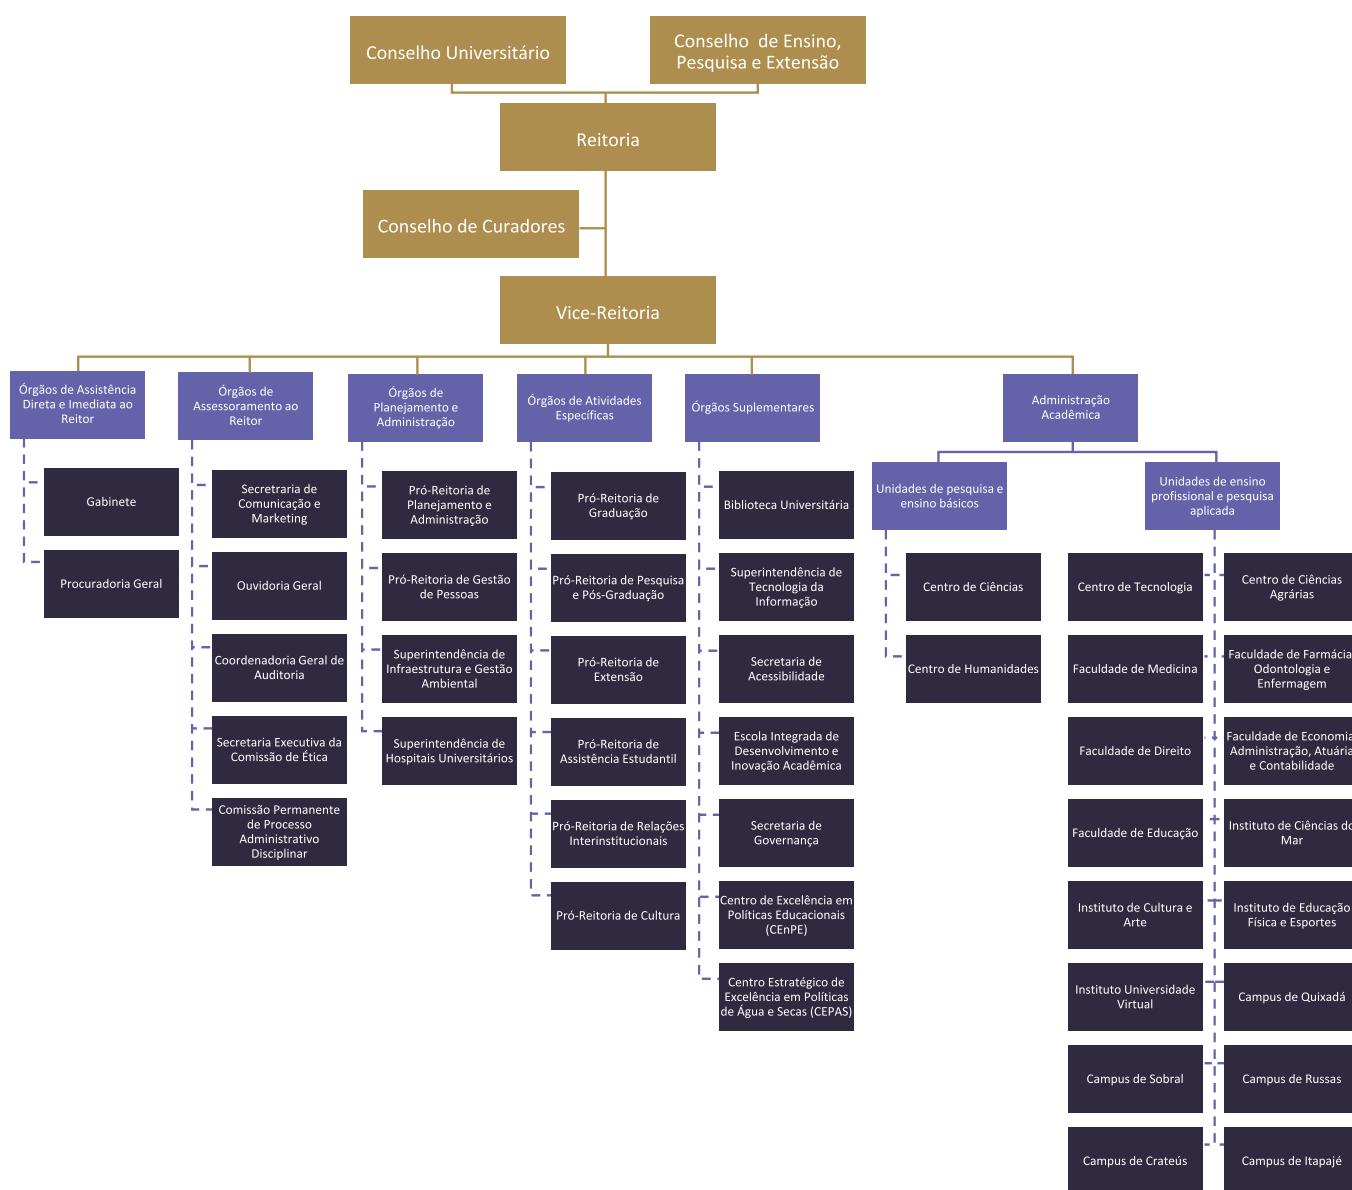 Conselho Universitário
Conselho de Ensino,
Pesquisa e Extensão
Reitoria
Conselho de Curadores
Vice-Reitoria
Órgãos de Assistência
Direta e Imediata ao
Reitor
Gabinete
Procuradoria Geral
Órgãos de
Assessoramento ao
Reitor
Secretraria de
Comunicação e
Marketing
Ouvidoria Geral
Coordenadoria Geral de
Auditoria
Secretaria Executiva da
Comissão de Ética
Comissão Permanente
de Processo
Administrativo
Disciplinar
Órgãos de
Planejamento e
Administração
Pró-Reitoria de
Planejamento e
Administração
Pró-Reitoria de Gestão
de Pessoas
Superintendência de
Infraestrutura e Gestão
Ambiental
Superintendência de
Hospitais Universitários
Órgãos de Atividades
Específicas
Pró-Reitoria de
Graduação
Pró-Reitoria de Pesquisa
e Pós-Graduação
Pró-Reitoria de
Extensão
Pró-Reitoria de
Assistência Estudantil
Pró-Reitoria de Relações
Interinstitucionais
Pró-Reitoria de Cultura
Órgãos Suplementares
Biblioteca Universitária
Superintendência de
Tecnologia da
Informação
Secretaria de
Acessibilidade
Escola Integrada de
Desenvolvimento e
Inovação Acadêmica
Secretaria de
Governança
Centro de Excelência em
Políticas Educacionais
(CEnPE)
Centro Estratégico de
Excelência em Políticas
de Água e Secas (CEPAS)
Administração
Acadêmica
Unidades de pesquisa e
ensino básicos
Centro de Ciências
Centro de Humanidades
Unidades de ensino
profissional e pesquisa
aplicada
Centro de Tecnologia
Centro de Ciências
Agrárias
Faculdade de Medicina
Faculdade de Farmácia,
Odontologia e
Enfermagem
Faculdade de Direito
Faculdade de Economia,
Administração, Atuária
e Contabilidade
Faculdade de Educação
Instituto de Ciências do
Mar
Instituto de Cultura e
Arte
Instituto de Educação
Física e Esportes
Instituto Universidade
Virtual
Campus de Quixadá
Campus de Sobral
Campus de Russas
Campus de Crateús
Campus de Itapajé